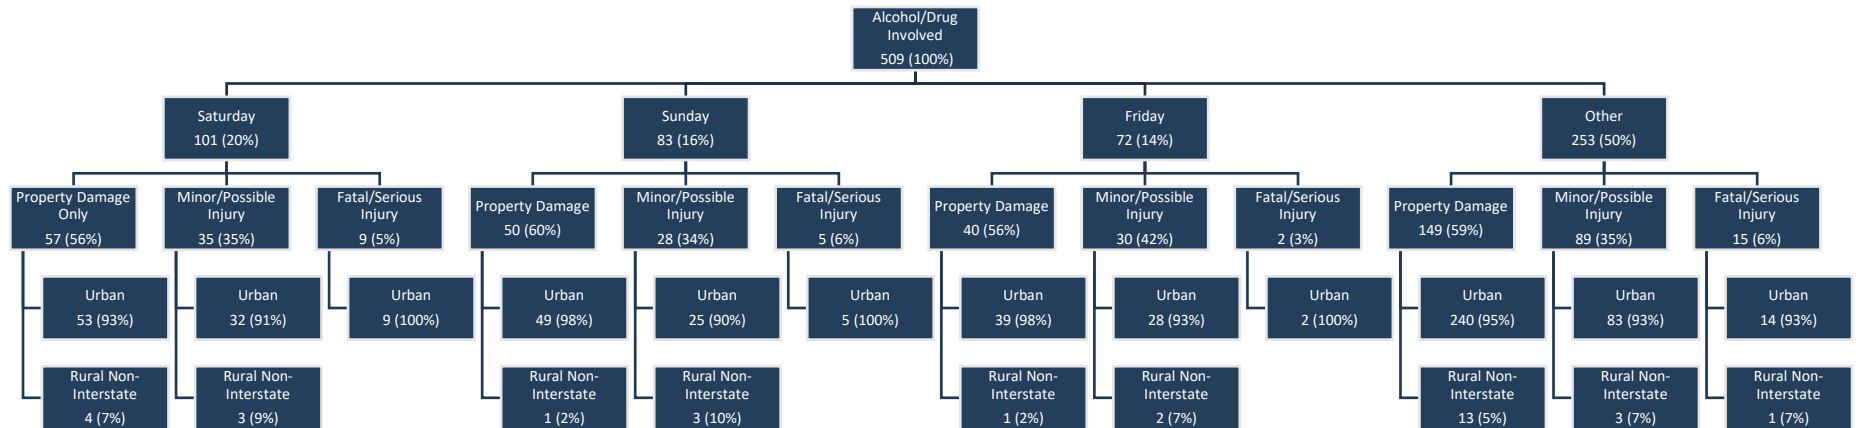 Alcohol/Drug
Involved
509 (100%)
Saturday
101 (20%)
Sunday
83 (16%)
Friday
72 (14%)
Other
253 (50%)
Property Damage
Only
57 (56%)
Minor/Possible
Injury
35 (35%)
Fatal/Serious
Injury
9 (5%)
Property Damage
50 (60%)
Minor/Possible
Injury
28 (34%)
Fatal/Serious
Injury
5 (6%)
Property Damage
40 (56%)
Minor/Possible
Injury
30 (42%)
Fatal/Serious
Injury
2 (3%)
Property Damage
149 (59%)
Minor/Possible
Injury
89 (35%)
Fatal/Serious
Injury
15 (6%)
Urban
53 (93%)
Urban
32 (91%)
Urban
9 (100%)
Urban
49 (98%)
Urban
25 (90%)
Urban
5 (100%)
Urban
39 (98%)
Urban
28 (93%)
Urban
2 (100%)
Urban
240 (95%)
Urban
83 (93%)
Urban
14 (93%)
Rural Non-
Interstate
4 (7%)
Rural Non-
Interstate
3 (9%)
Rural Non-
Interstate
1 (2%)
Rural Non-
Interstate
3 (10%)
Rural Non-
Interstate
1 (2%)
Rural Non-
Interstate
2 (7%)
Rural Non-
Interstate
13 (5%)
Rural Non-
Interstate
3 (7%)
Rural Non-
Interstate
1 (7%)